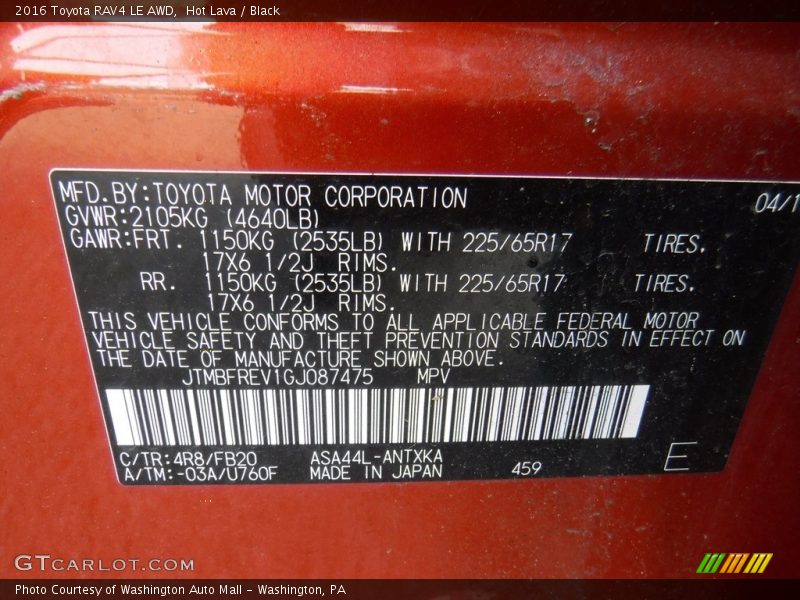 2016 Toyota RAV4 LE AWD, Hot Lava / Black
MFD.BY:TOYOTA MOTOR CORPORATION 04/1
GVWR:2105KG (4640LB)
GAWR:FRT. 1150KG (2535LB) WITH 225/65R17 TIRES.
17X6 1/2J RIMS.
RR. 1150KG (2535LB) WITH 225/65R17 TIRES.
17X6 1/2J RIMS.
THIS VEHICLE CONFORMS TO ALL APPLICABLE FEDERAL MOTOR
VEHICLE SAFETY AND THEFT PREVENTION STANDARDS IN EFFECT ON
THE DATE OF MANUFACTURE SHOWN ABOVE.
JTMBFREV1GJ087475 MPV
C/TR:4R8/FB20 ASA44L-ANTXKA
A/TM:-03A/U760F MADE IN JAPAN 459 E
GTCARLOT.COM
Photo Courtesy of Washington Auto Mall - Washington, PA